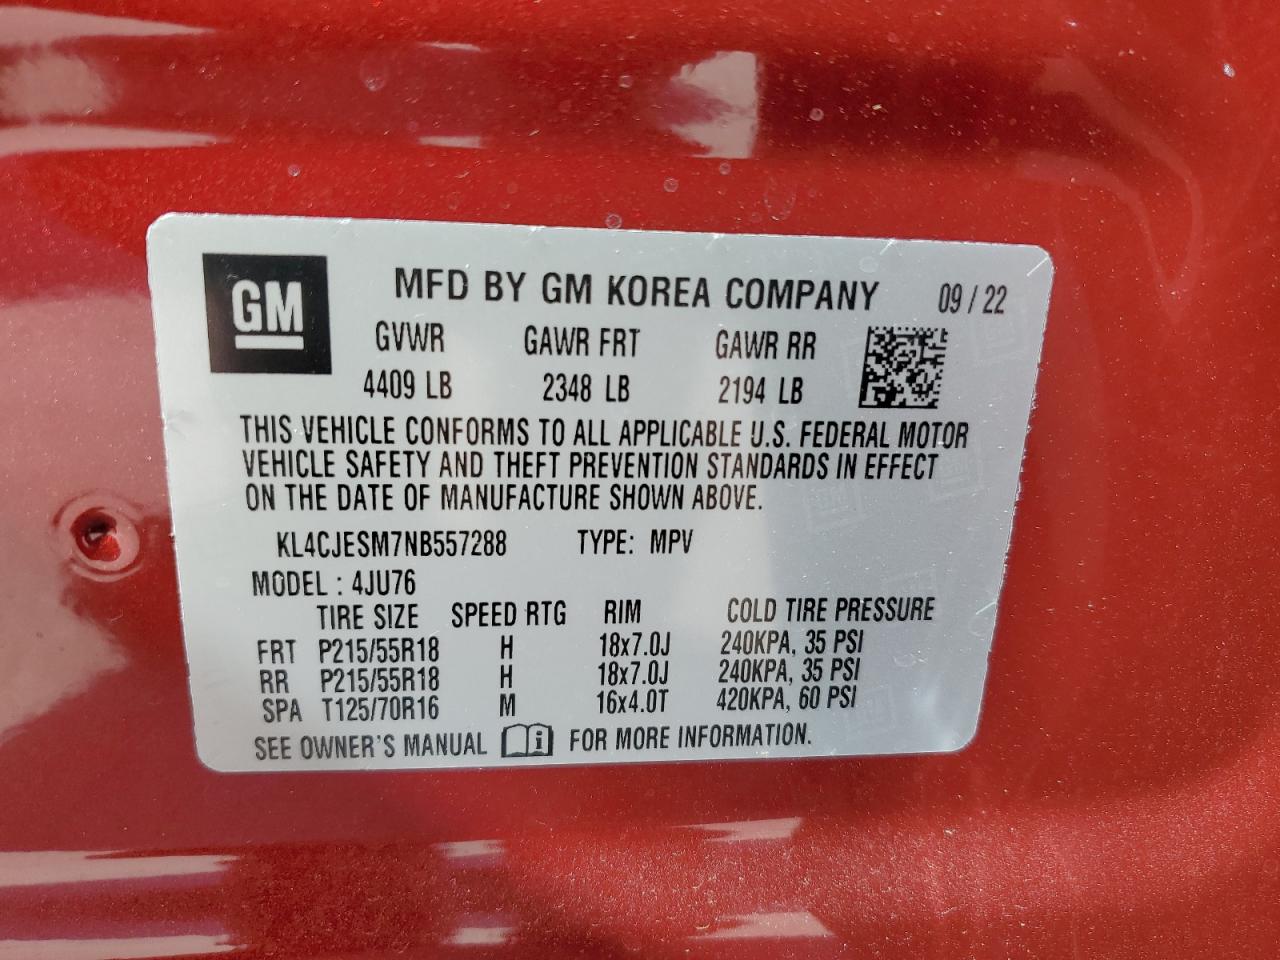 GM
MFD BY GM KOREA COMPANY 09 / 22
GVWR GAWR FRT GAWR RR
4409 LB 2348 LB 2194 LB
THIS VEHICLE CONFORMS TO ALL APPLICABLE U.S. FEDERAL MOTOR
VEHICLE SAFETY AND THEFT PREVENTION STANDARDS IN EFFECT
ON THE DATE OF MANUFACTURE SHOWN ABOVE.
KL4CJESM7NB557288 TYPE: MPV
MODEL : 4JU76
TIRE SIZE SPEED RTG RIM COLD TIRE PRESSURE
FRT P215/55R18 H 18x7.0J 240KPA, 35 PSI
RR P215/55R18 H 18x7.0J 240KPA, 35 PSI
SPA T125/70R16 M 16x4.0T 420KPA, 60 PSI
SEE OWNER'S MANUAL i FOR MORE INFORMATION.